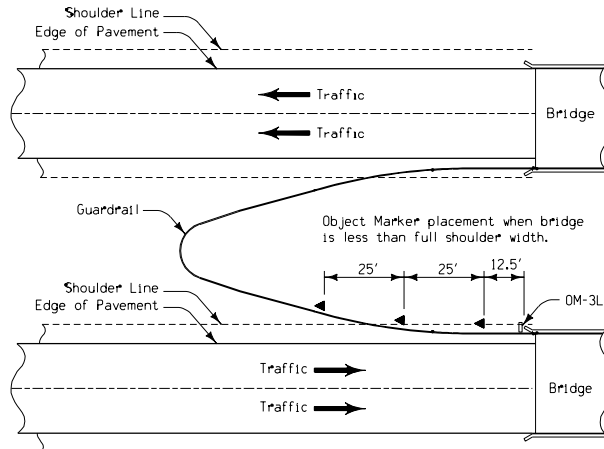 Shoulder Line
Edge of Pavement
Traffic
Traffic
Bridge
Guardrail
Object Marker placement when bridge
is less than full shoulder width.
25'
25'
12.5'
OM-3L
Shoulder Line
Edge of Pavement
Traffic
Traffic
Bridge